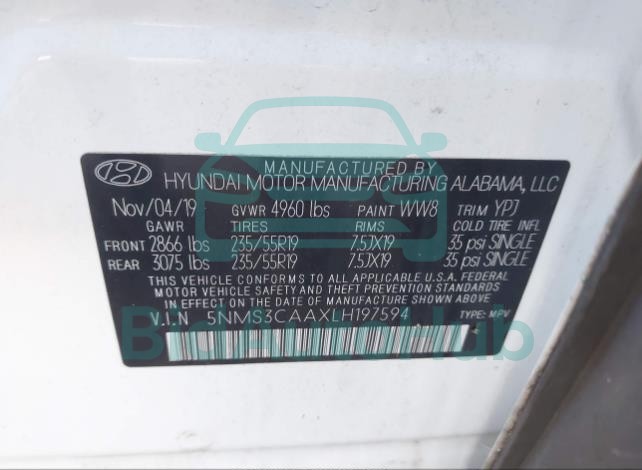 MANUFACTURED BY
HYUNDAI MOTOR MANUFACTURING ALABAMA, LLC
Nov/04/19 GVWR 4960 lbs PAINT WW8 TRIM YPJ
GAWR TIRES RIMS COLD TIRE INFL
FRONT 2866 lbs 235/55R19 7.5JX19 35 psi SINGLE
REAR 3075 lbs 235/55R19 7.5JX19 35 psi SINGLE
THIS VEHICLE CONFORMS TO ALL APPLICABLE U.S.A. FEDERAL
MOTOR VEHICLE SAFETY AND THEFT PREVENTION STANDARDS
IN EFFECT ON THE DATE OF MANUFACTURE SHOWN ABOVE.
V.I.N 5NMS3CAAXLH197594 TYPE: MPV
BidAutoHub